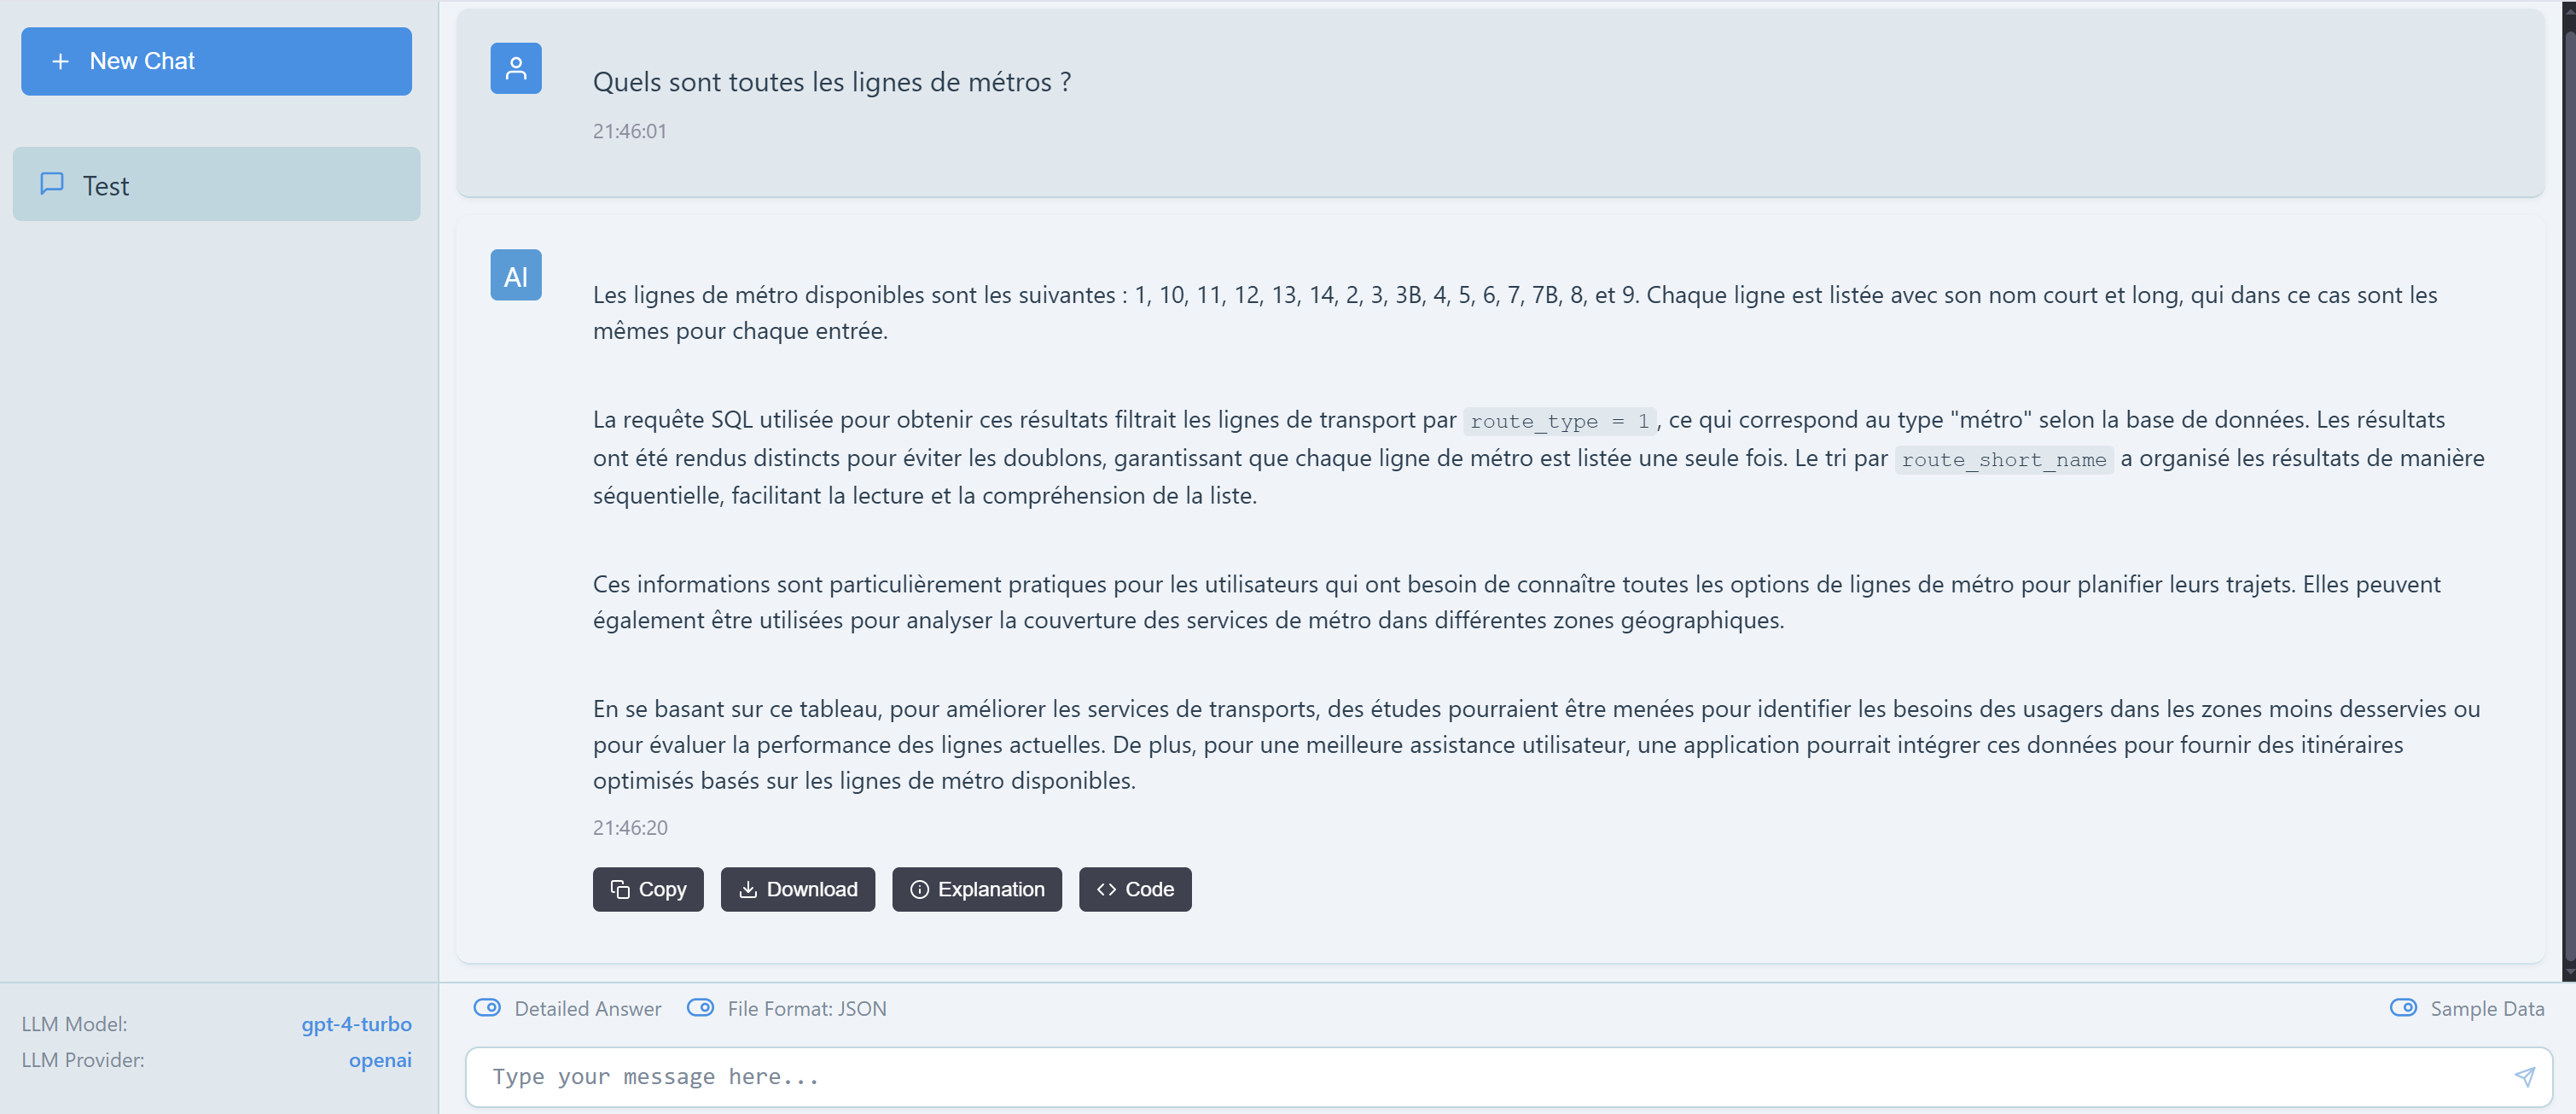 New Chat
Test
LLM Model: gpt-4-turbo
LLM Provider: openai
Quels sont toutes les lignes de métros ?
21:46:01
AI
Les lignes de métro disponibles sont les suivantes : 1, 10, 11, 12, 13, 14, 2, 3, 3B, 4, 5, 6, 7, 7B, 8, et 9. Chaque ligne est listée avec son nom court et long, qui dans ce cas sont les
mêmes pour chaque entrée.
La requête SQL utilisée pour obtenir ces résultats filtrait les lignes de transport par route_type = 1, ce qui correspond au type "métro" selon la base de données. Les résultats
ont été rendus distincts pour éviter les doublons, garantissant que chaque ligne de métro est listée une seule fois. Le tri par route_short_name a organisé les résultats de manière
séquentielle, facilitant la lecture et la compréhension de la liste.
Ces informations sont particulièrement pratiques pour les utilisateurs qui ont besoin de connaître toutes les options de lignes de métro pour planifier leurs trajets. Elles peuvent
également être utilisées pour analyser la couverture des services de métro dans différentes zones géographiques.
En se basant sur ce tableau, pour améliorer les services de transports, des études pourraient être menées pour identifier les besoins des usagers dans les zones moins desservies ou
pour évaluer la performance des lignes actuelles. De plus, pour une meilleure assistance utilisateur, une application pourrait intégrer ces données pour fournir des itinéraires
optimisés basés sur les lignes de métro disponibles.
21:46:20
Copy Download Explanation Code
Detailed Answer File Format: JSON Sample Data
Type your message here...